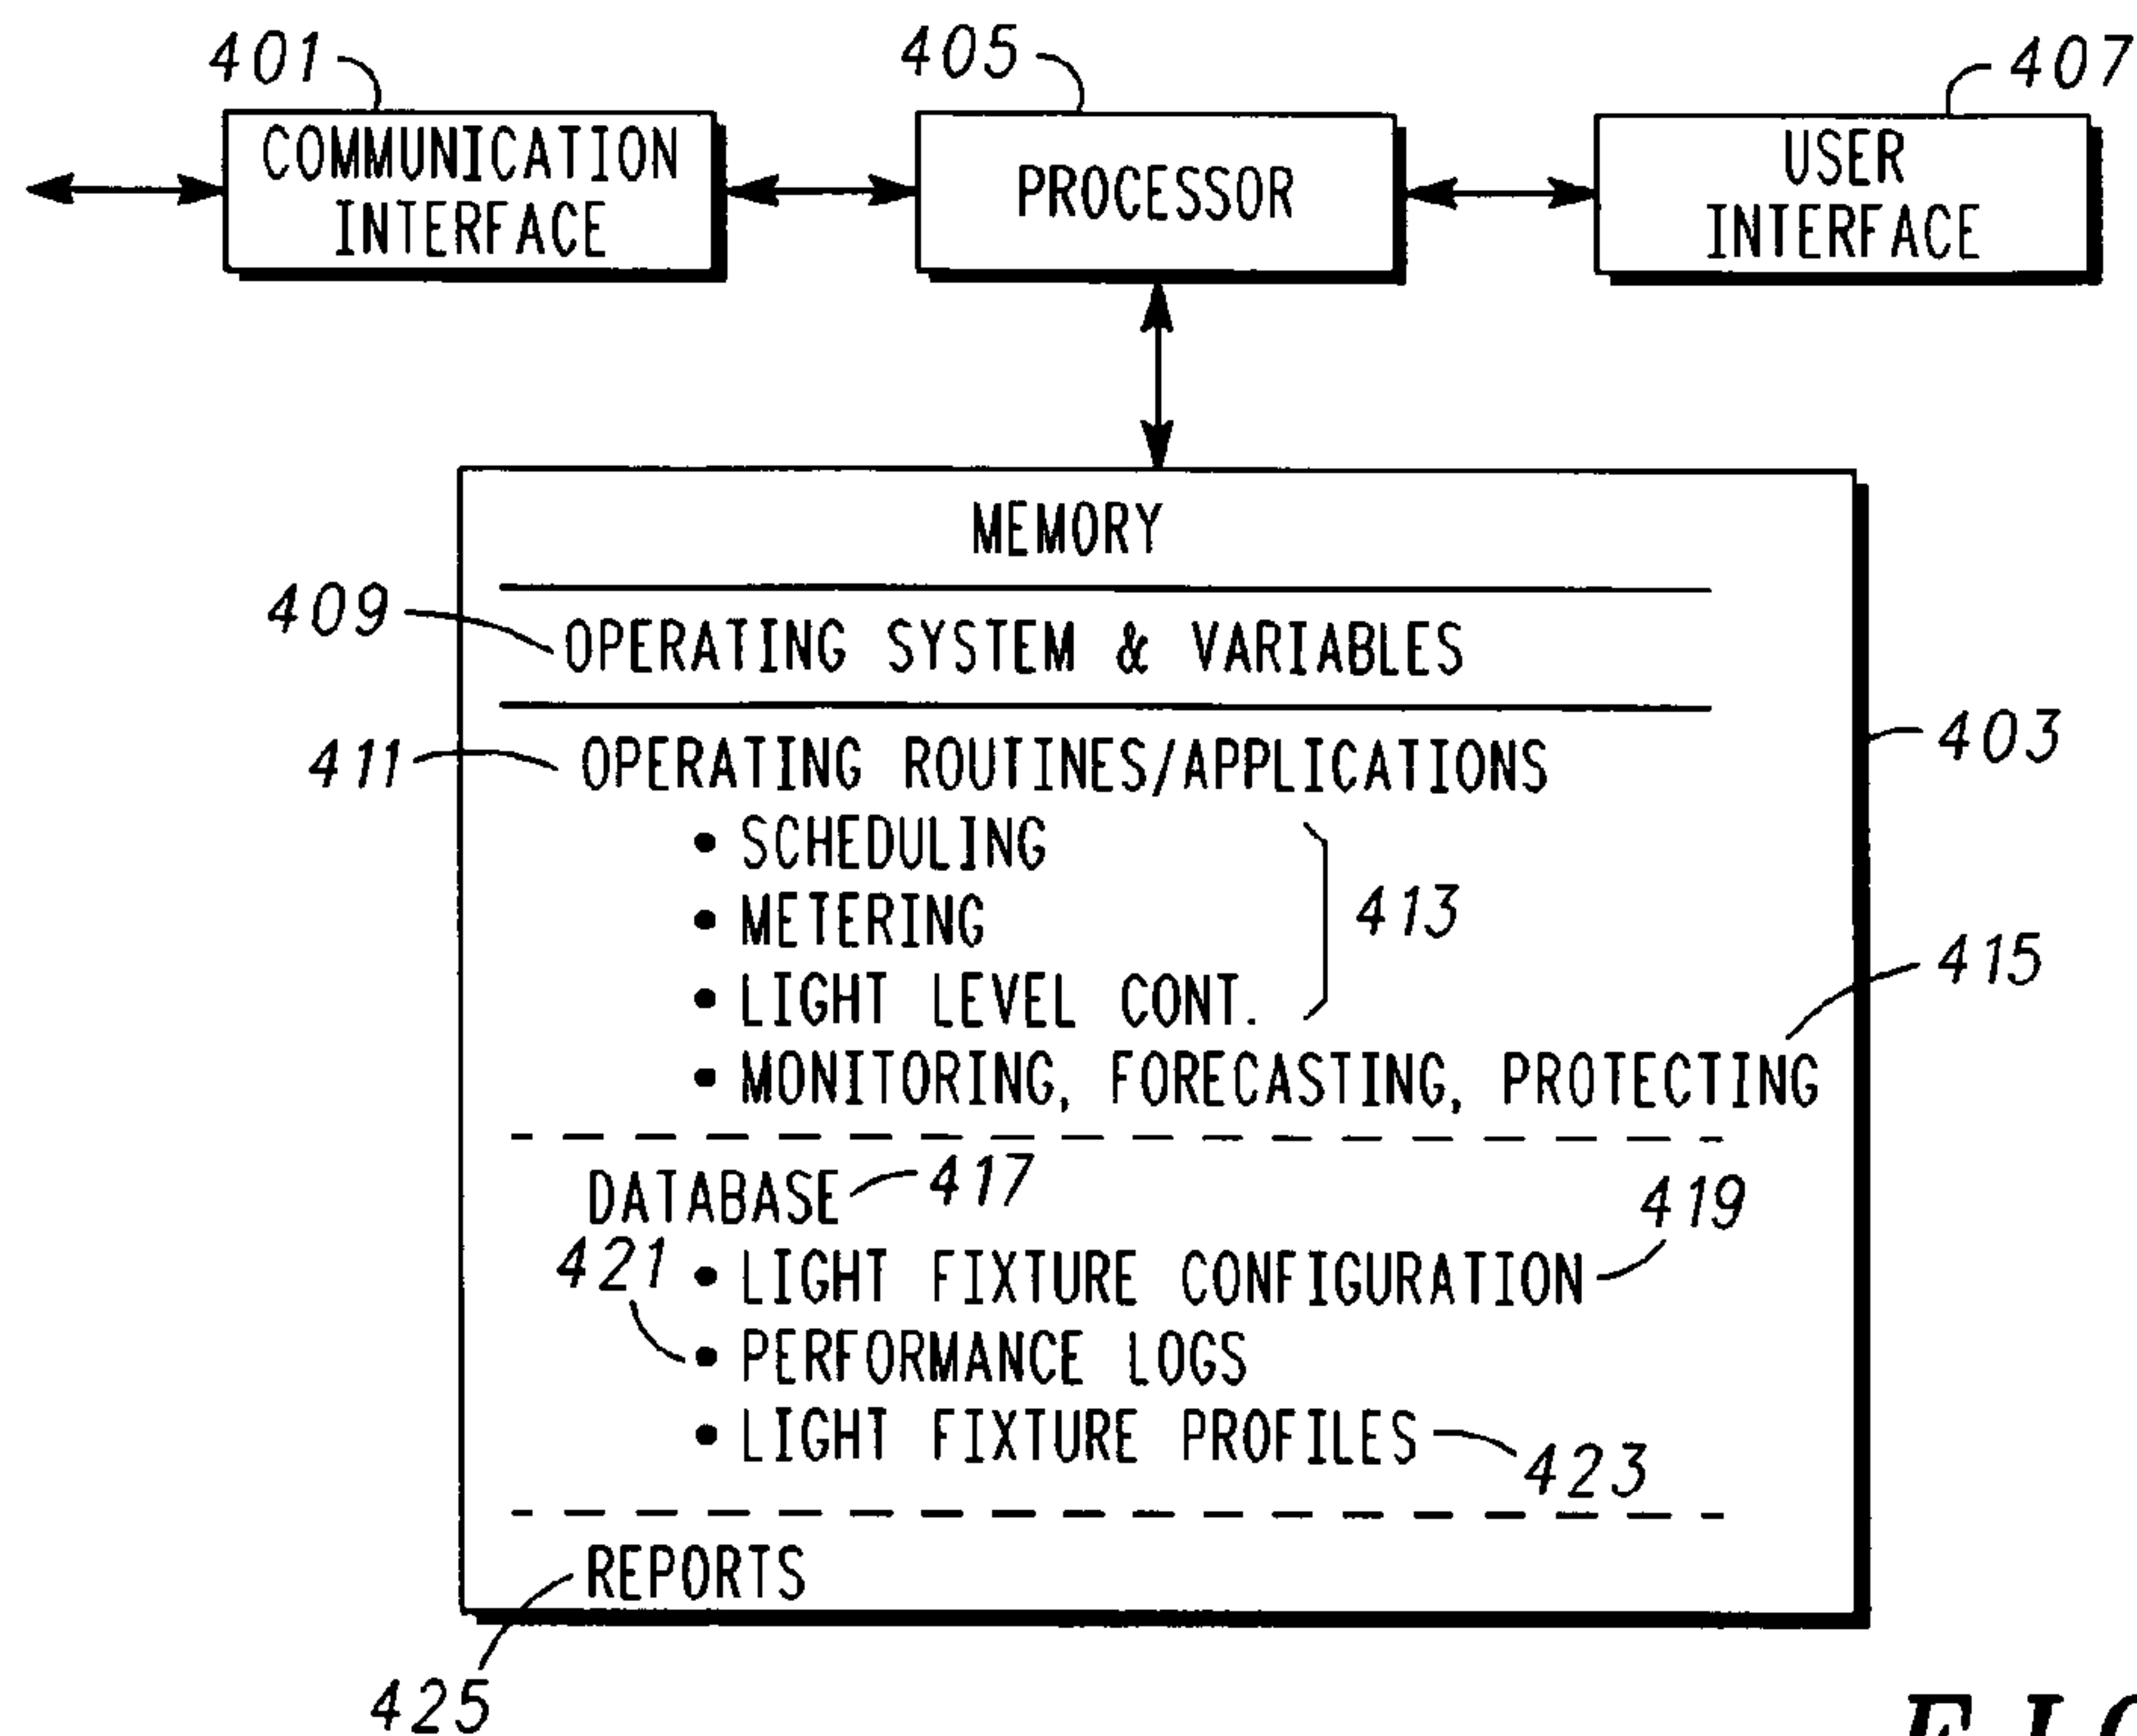 401
405
407
COMMUNICATION
INTERFACE
PROCESSOR
USER
INTERFACE
MEMORY
409
OPERATING SYSTEM & VARIABLES
411
OPERATING ROUTINES/APPLICATIONS
403
• SCHEDULING
• METERING
413
• LIGHT LEVEL CONT.
415
• MONITORING, FORECASTING, PROTECTING
DATABASE
417
419
421
• LIGHT FIXTURE CONFIGURATION
• PERFORMANCE LOGS
• LIGHT FIXTURE PROFILES
423
REPORTS
425